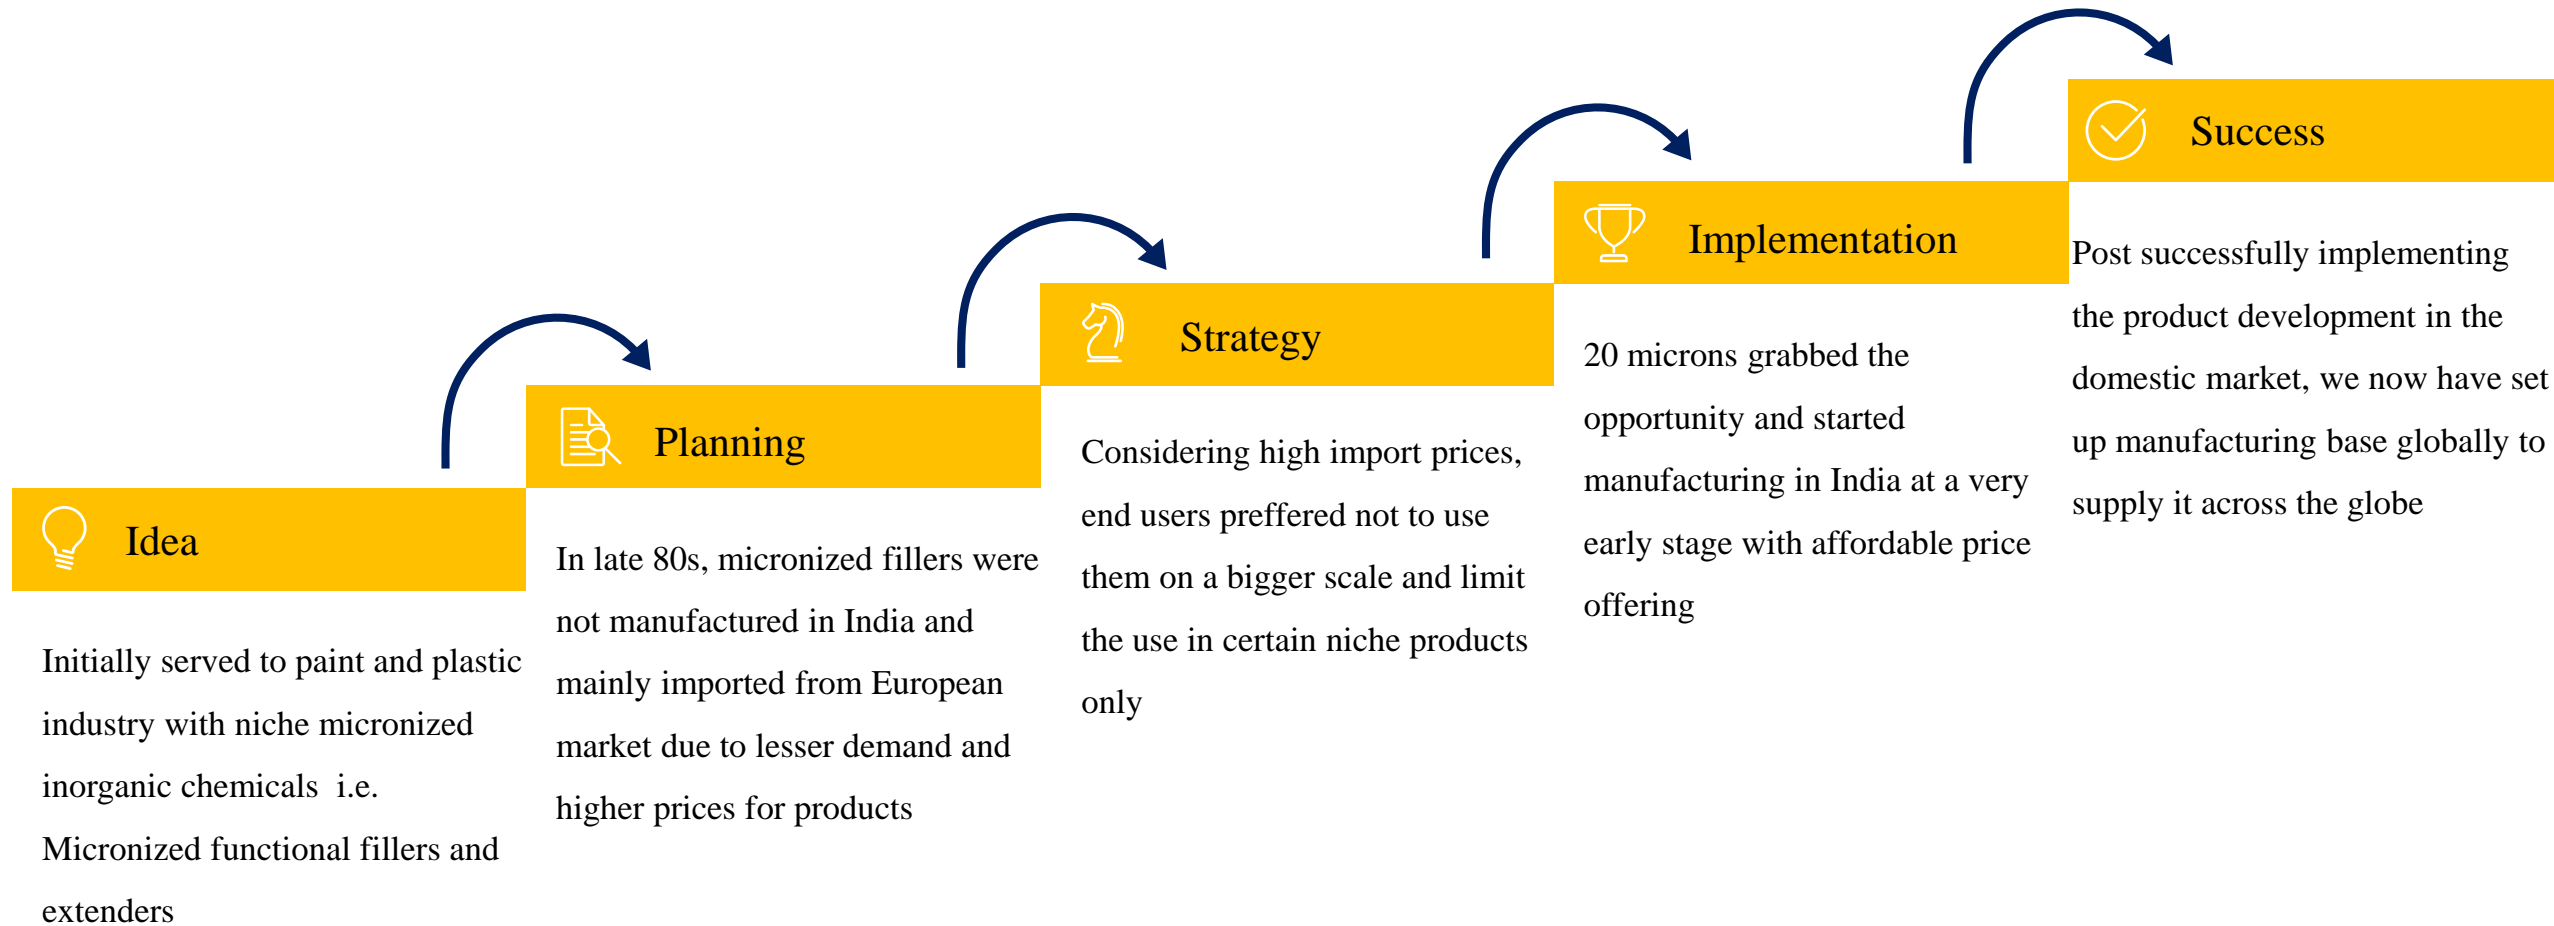 Idea
Initially served to paint and plastic
industry with niche micronized
inorganic chemicals  i.e.
Micronized functional fillers and
extenders
Planning
In late 80s, micronized fillers were
not manufactured in India and
mainly imported from European
market due to lesser demand and
higher prices for products
Strategy
Considering high import prices,
end users preffered not to use
them on a bigger scale and limit
the use in certain niche products
only
Implementation
20 microns grabbed the
opportunity and started
manufacturing in India at a very
early stage with affordable price
offering
Success
Post successfully implementing
the product development in the
domestic market, we now have set
up manufacturing base globally to
supply it across the globe